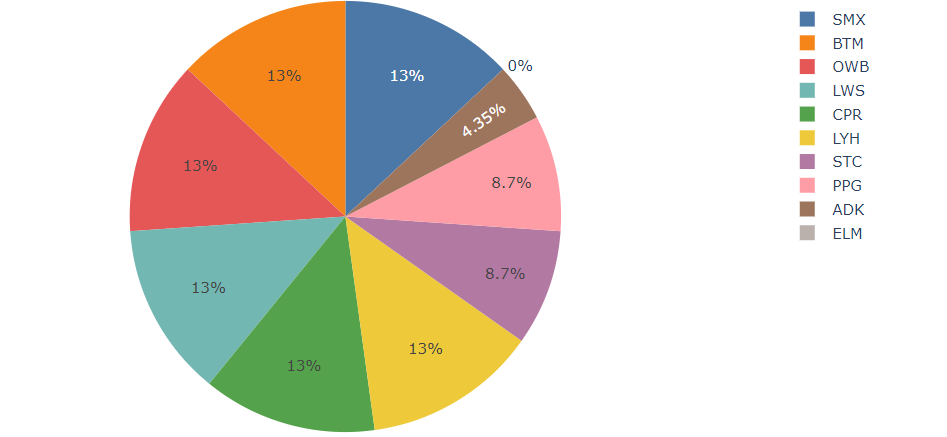 13%
13%
0%
4.35%
13%
8.7%
13%
8.7%
13%
13%
SMX
BTM
OWB
LWS
CPR
LYH
STC
PPG
ADK
ELM